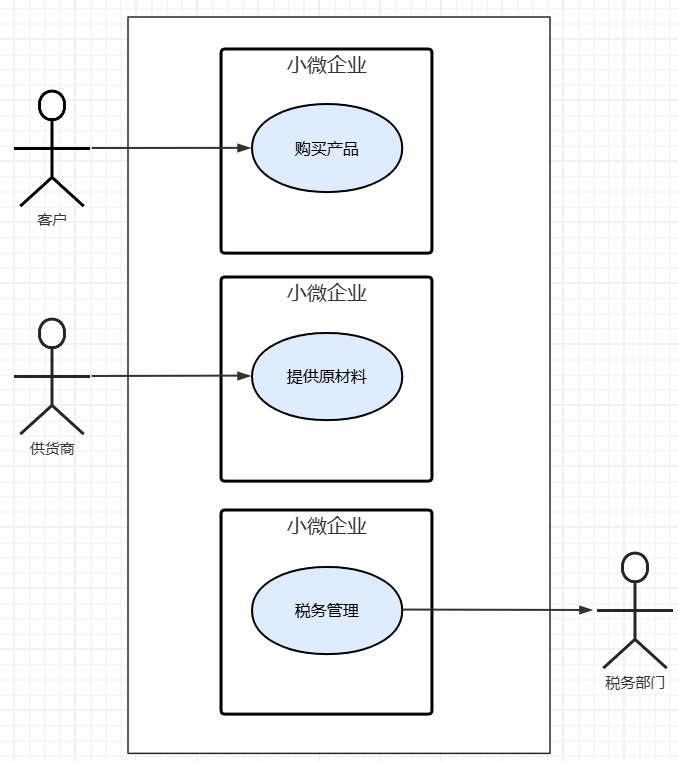 小微企业
购买产品
客户
小微企业
提供原材料
供货商
小微企业
税务管理
税务部门